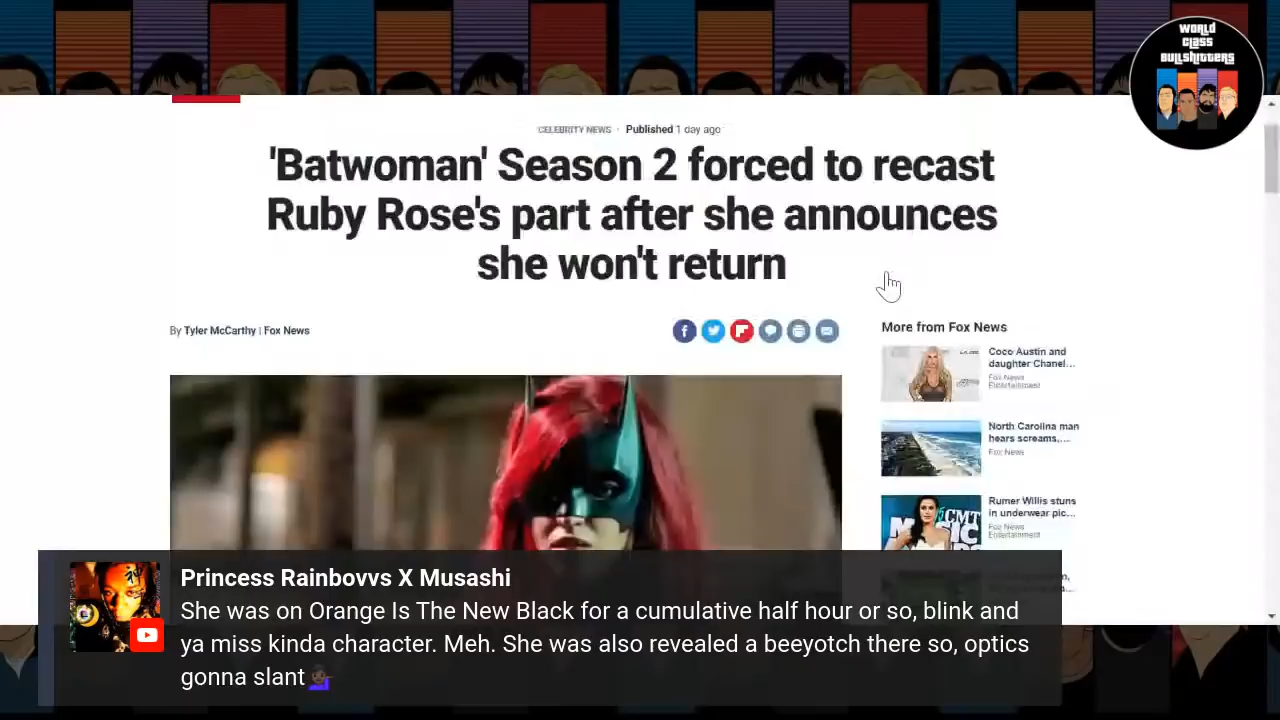 WORLD
CLASS
BULLSHITTERS
CELEBRITY NEWS · Published 1 day ago
'Batwoman' Season 2 forced to recast
Ruby Rose's part after she announces
she won't return
By Tyler McCarthy | Fox News
More from Fox News
Coco Austin and
daughter Chanel...
Fox News
Entertainment
North Carolina man
hears screams,...
Fox News
Rumer Willis stuns
in underwear pic...
Fox News
Entertainment
CMT
Princess Rainbovvs X Musashi
She was on Orange Is The New Black for a cumulative half hour or so, blink and
ya miss kinda character. Meh. She was also revealed a beeyotch there so, optics
gonna slant💁🏿‍♀️